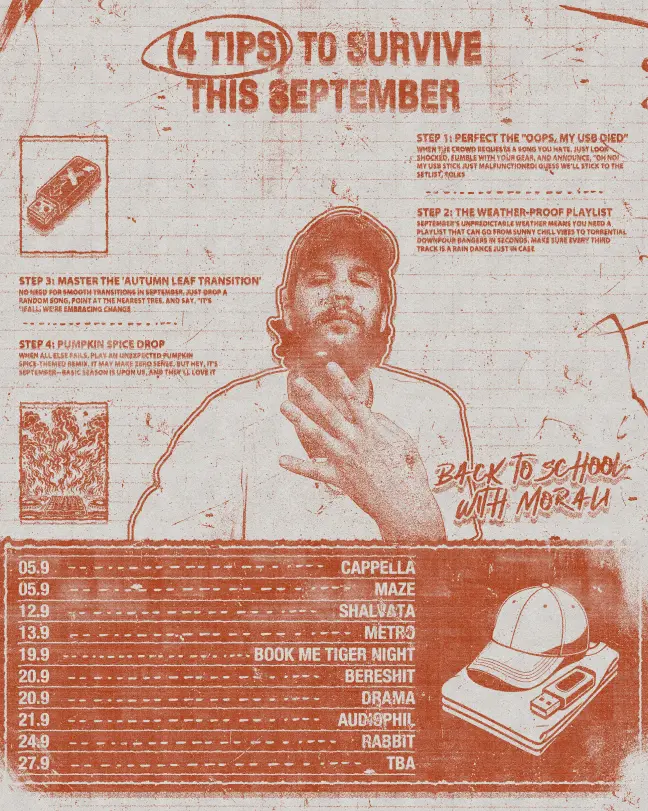 (4 TIPS) TO SURVIVE
THIS SEPTEMBER
STEP 1: PERFECT THE "OOPS, MY USB DIED"
WHEN THE CROWD REQUESTS A SONG YOU HATE, JUST LOOK
SHOCKED, FUMBLE WITH YOUR GEAR, AND ANNOUNCE, "OH NO!
MY USB STICK JUST MALFUNCTIONED! GUESS WE'LL STICK TO THE
SETLIST, FOLKS
STEP 2: THE WEATHER-PROOF PLAYLIST
SEPTEMBER'S UNPREDICTABLE WEATHER MEANS YOU NEED A
PLAYLIST THAT CAN GO FROM SUNNY CHILL VIBES TO TORRENTIAL
DOWNPOUR BANGERS IN SECONDS. MAKE SURE EVERY THIRD
TRACK IS A RAIN DANCE JUST IN CASE
STEP 3: MASTER THE 'AUTUMN LEAF TRANSITION'
NO NEED FOR SMOOTH TRANSITIONS IN SEPTEMBER. JUST DROP A
RANDOM SONG, POINT AT THE NEAREST TREE, AND SAY, "IT'S
FALL! WE'RE EMBRACING CHANGE
STEP 4: PUMPKIN SPICE DROP
WHEN ALL ELSE FAILS, PLAY AN UNEXPECTED PUMPKIN
SPICE-THEMED REMIX. IT MAY MAKE ZERO SENSE, BUT HEY, IT'S
SEPTEMBER—BASIC SEASON IS UPON US, AND THEY'LL LOVE IT
BACK TO SCHOOL
WITH MORALI
05.9 CAPPELLA
05.9 MAZE
12.9 SHALVATA
13.9 METRO
19.9 BOOK ME TIGER NIGHT
20.9 BERESHIT
20.9 DRAMA
21.9 AUDIOPHIL
24.9 RABBIT
27.9 TBA